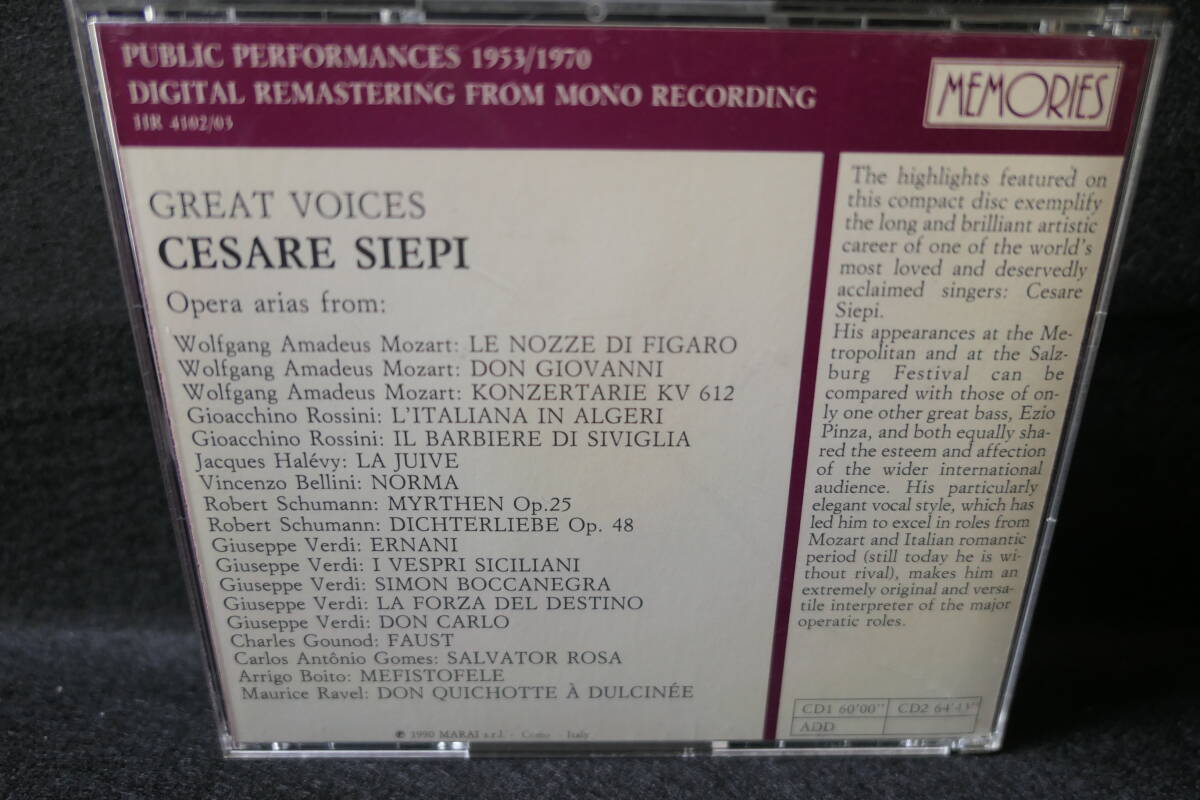 PUBLIC PERFORMANCES 1953/1970
DIGITAL REMASTERING FROM MONO RECORDING
HR 4102/03
MEMORIES
GREAT VOICES
CESARE SIEPI
Opera arias from:
Wolfgang Amadeus Mozart: LE NOZZE DI FIGARO
Wolfgang Amadeus Mozart: DON GIOVANNI
Wolfgang Amadeus Mozart: KONZERTARIE KV 612
Gioacchino Rossini: L'ITALIANA IN ALGERI
Gioacchino Rossini: IL BARBIERE DI SIVIGLIA
Jacques Halévy: LA JUIVE
Vincenzo Bellini: NORMA
Robert Schumann: MYRTHEN Op.25
Robert Schumann: DICHTERLIEBE Op. 48
Giuseppe Verdi: ERNANI
Giuseppe Verdi: I VESPRI SICILIANI
Giuseppe Verdi: SIMON BOCCANEGRA
Giuseppe Verdi: LA FORZA DEL DESTINO
Giuseppe Verdi: DON CARLO
Charles Gounod: FAUST
Carlos Antônio Gomes: SALVATOR ROSA
Arrigo Boito: MEFISTOFELE
Maurice Ravel: DON QUICHOTTE À DULCINÉE
℗ 1990 MARAI s.r.l. - Como - Italy
The highlights featured on
this compact disc exemplify
the long and brilliant artistic
career of one of the world's
most loved and deservedly
acclaimed singers: Cesare
Siepi.
His appearances at the Me-
tropolitan and at the Salz-
burg Festival can be
compared with those of on-
ly one other great bass, Ezio
Pinza, and both equally sha-
red the esteem and affection
of the wider international
audience. His particularly
elegant vocal style, which has
led him to excel in roles from
Mozart and Italian romantic
period (still today he is wi-
thout rival), makes him an
extremely original and versa-
tile interpreter of the major
operatic roles.
CD1 60'00" CD2 64'43"
ADD